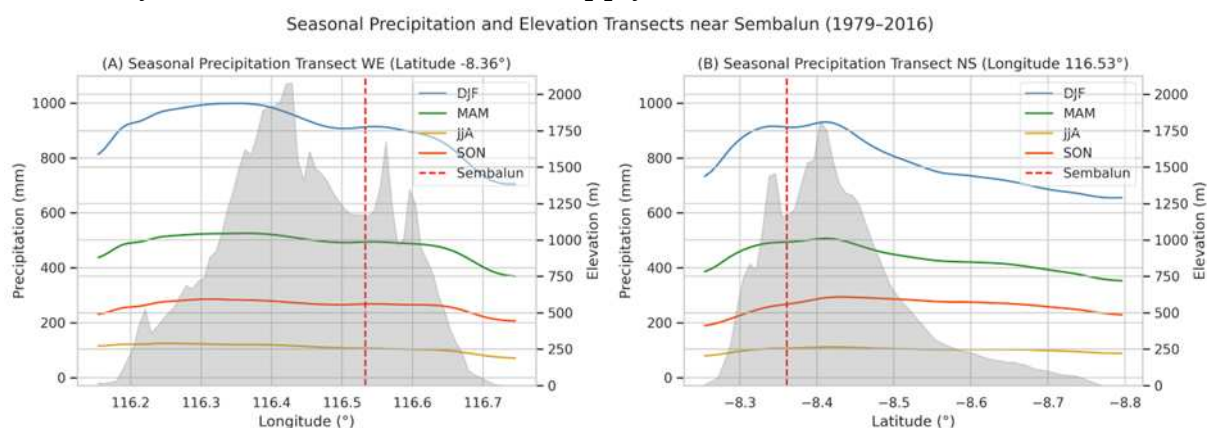 Seasonal Precipitation and Elevation Transects near Sembalun (1979–2016)
(A) Seasonal Precipitation Transect WE (Latitude -8.36°)
Precipitation (mm)
1000
800
600
400
200
0
DJF
MAM
JJA
SON
Sembalun
2000
1750
1500
1250
1000
750
500
250
0
Elevation (m)
116.2 116.3 116.4 116.5 116.6 116.7
Longitude (°)
(B) Seasonal Precipitation Transect NS (Longitude 116.53°)
Precipitation (mm)
1000
800
600
400
200
0
DJF
MAM
JJA
SON
Sembalun
2000
1750
1500
1250
1000
750
500
250
0
Elevation (m)
−8.3 −8.4 −8.5 −8.6 −8.7 −8.8
Latitude (°)